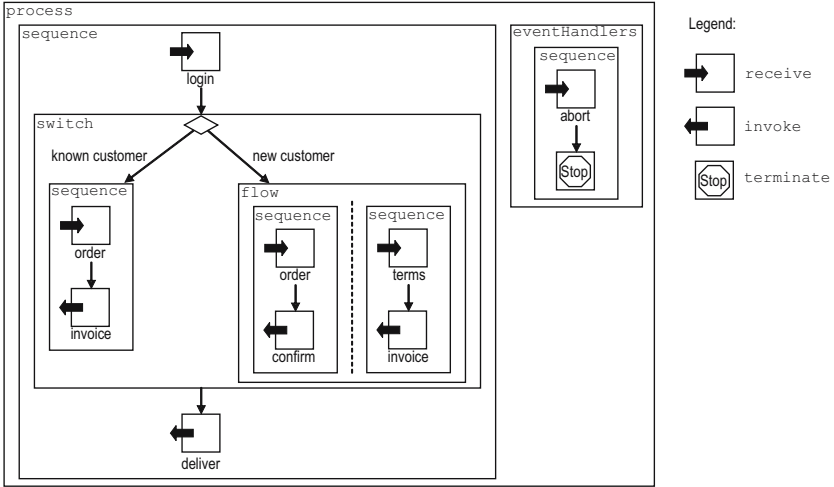 process
sequence
login
switch
known customer
new customer
sequence
order
invoice
flow
sequence
order
confirm
sequence
terms
invoice
deliver
eventHandlers
sequence
abort
Stop
Legend:
receive
invoke
Stop terminate